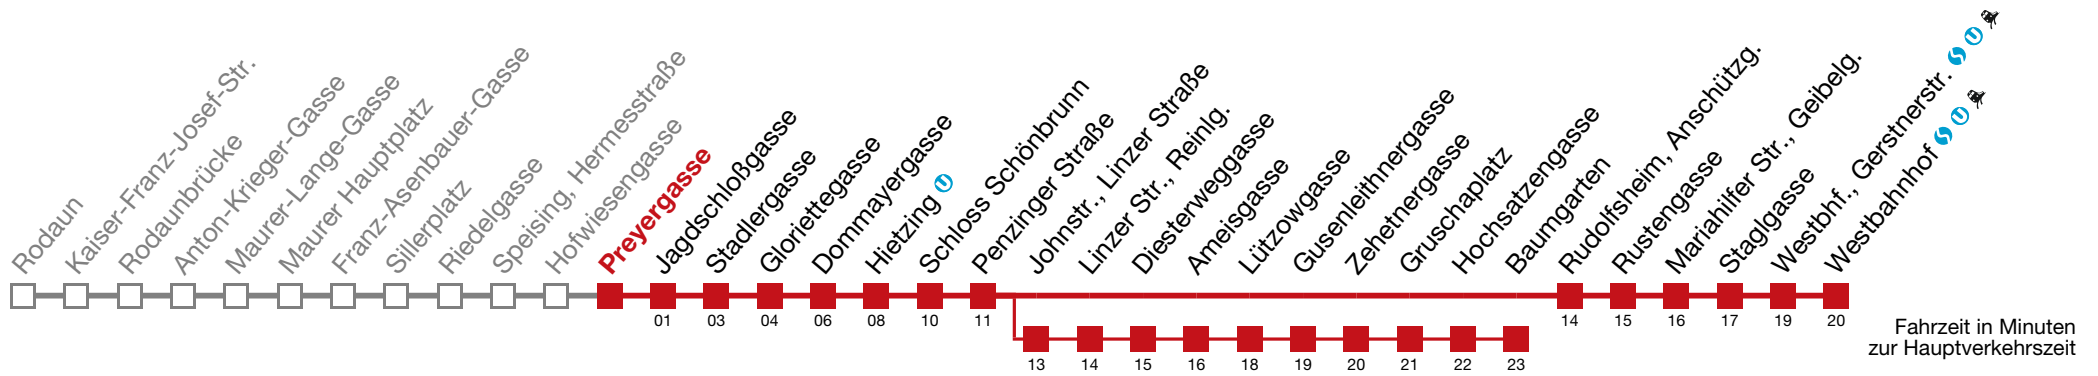 Rodaun
Kaiser-Franz-Josef-Str.
Rodaunbrücke
Anton-Krieger-Gasse
Maurer-Lange-Gasse
Maurer Hauptplatz
Franz-Asenbauer-Gasse
Sillerplatz
Riedelgasse
Speising, Hermesstraße
Hofwiesengasse
Preyergasse
Jagdschloßgasse
Stadlergasse
Gloriettegasse
Dommayergasse
Hietzing U
Schloss Schönbrunn
Penzinger Straße
Johnstr., Linzer Straße
Linzer Str., Reinlg.
Diesterweggasse
Ameisgasse
Lützowgasse
Gusenleithnergasse
Zehetnergasse
Gruschaplatz
Hochsatzengasse
Baumgarten
Rudolfsheim, Anschützg.
Rustengasse
Mariahilfer Str., Geibelg.
Staglgasse
Westbhf., Gerstnerstr. S U
Westbahnhof S U
01 03 04 06 08 10 11 14 15 16 17 19 20
13 14 15 16 18 19 20 21 22 23
Fahrzeit in Minuten
zur Hauptverkehrszeit